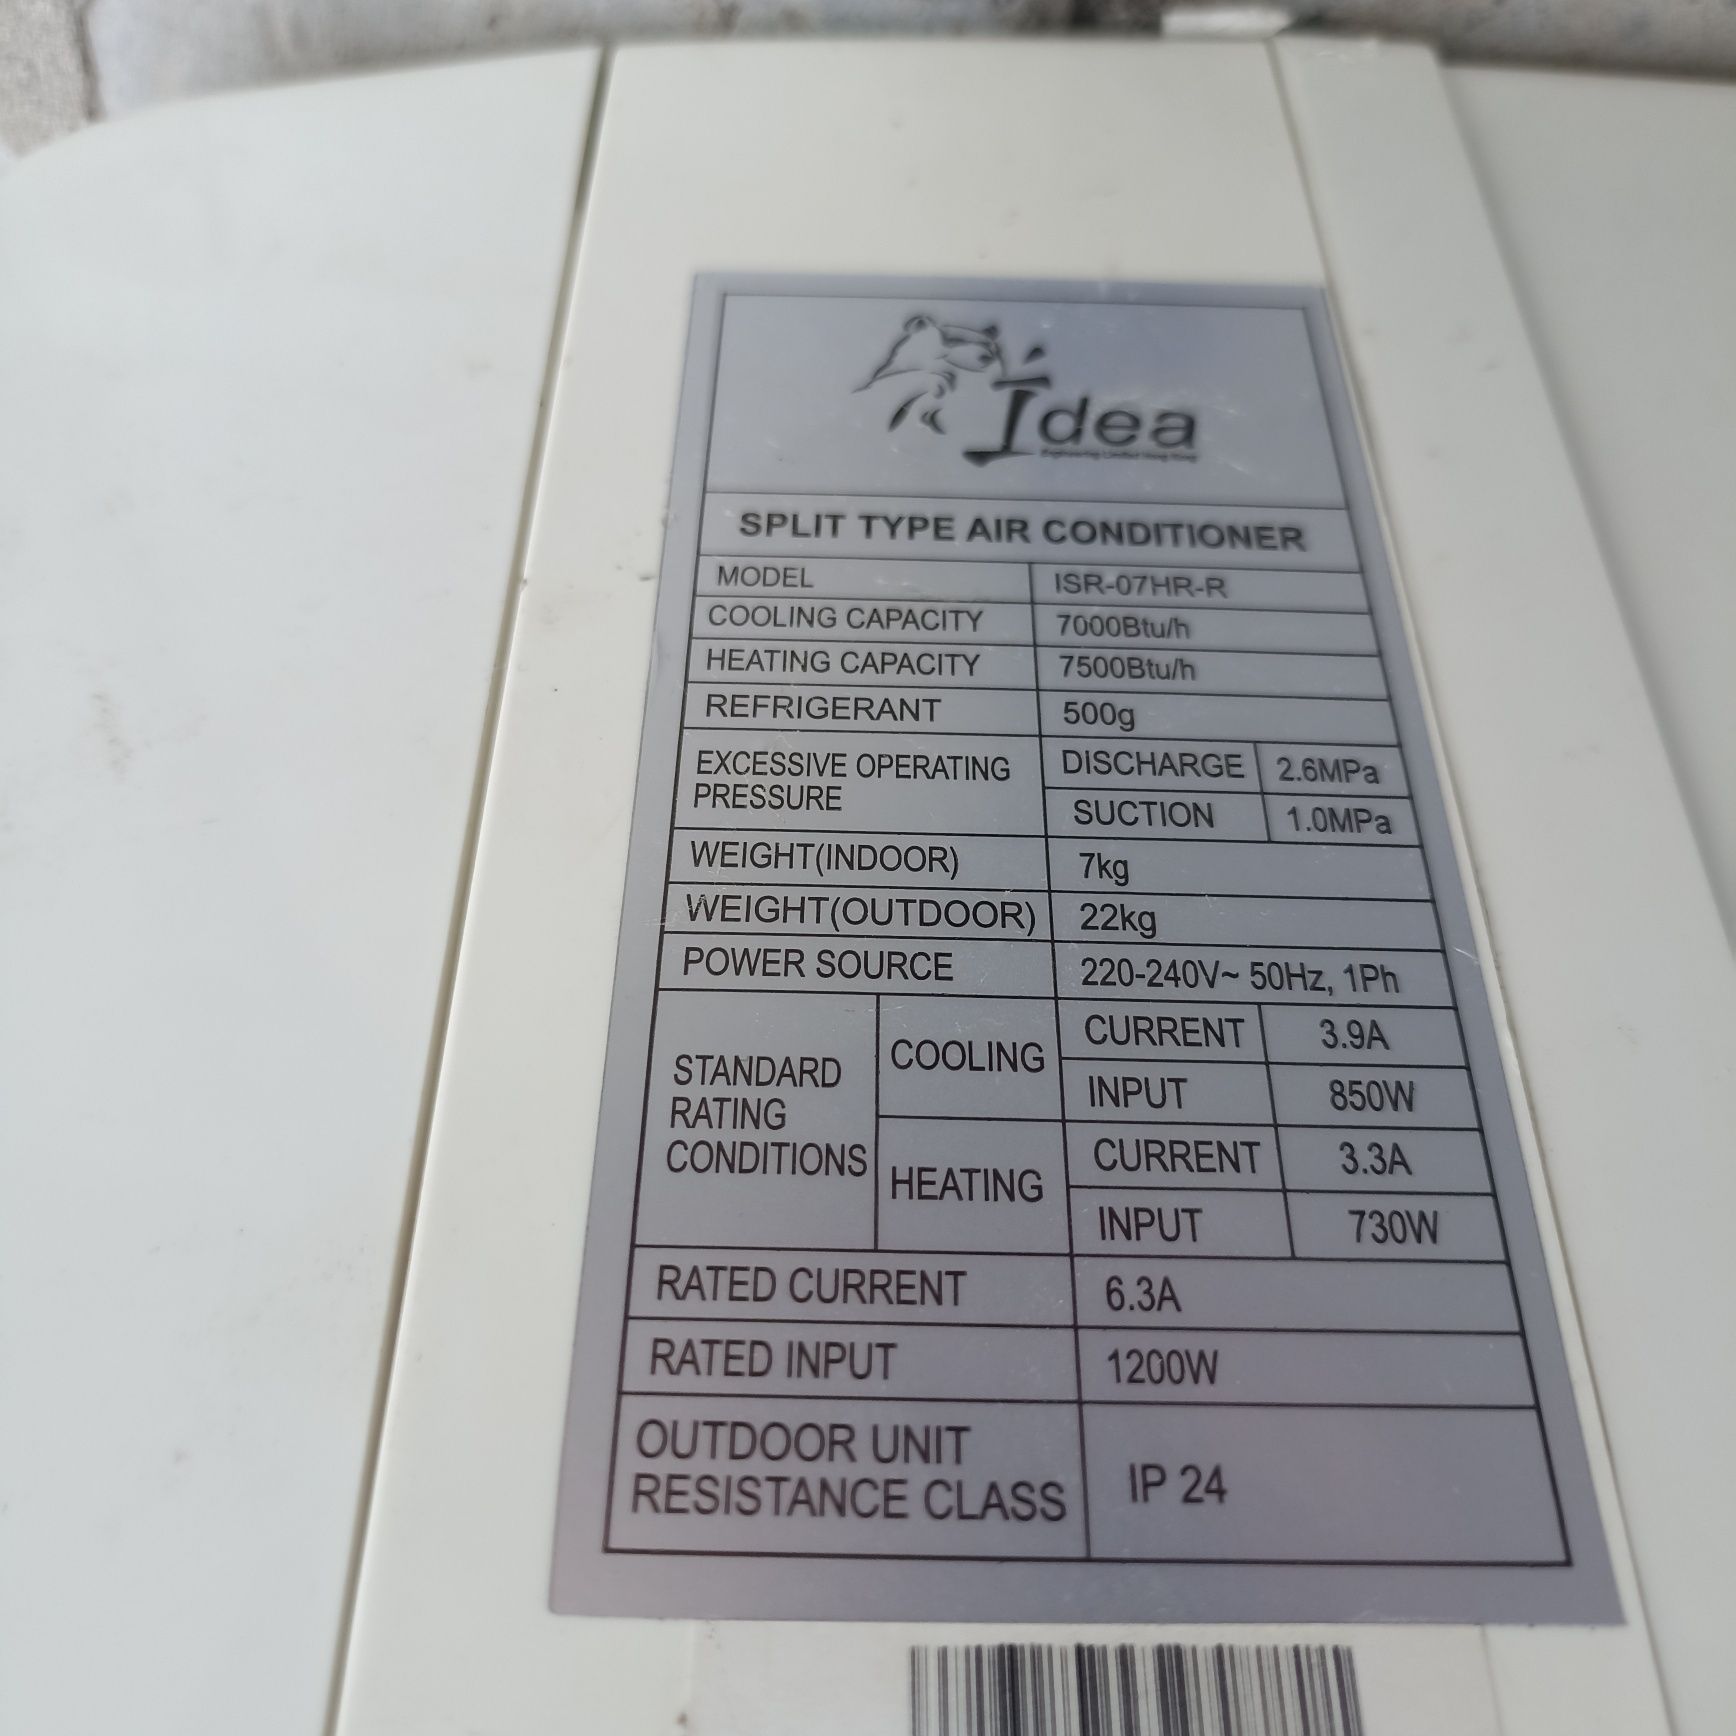 Idea
SPLIT TYPE AIR CONDITIONER
MODEL ISR-07HR-R
COOLING CAPACITY 7000Btu/h
HEATING CAPACITY 7500Btu/h
REFRIGERANT 500g
EXCESSIVE OPERATING
PRESSURE
DISCHARGE 2.6MPa
SUCTION 1.0MPa
WEIGHT(INDOOR) 7kg
WEIGHT(OUTDOOR) 22kg
POWER SOURCE 220-240V~ 50Hz, 1Ph
STANDARD
RATING
CONDITIONS
COOLING
CURRENT 3.9A
INPUT 850W
HEATING
CURRENT 3.3A
INPUT 730W
RATED CURRENT 6.3A
RATED INPUT 1200W
OUTDOOR UNIT
RESISTANCE CLASS
IP 24